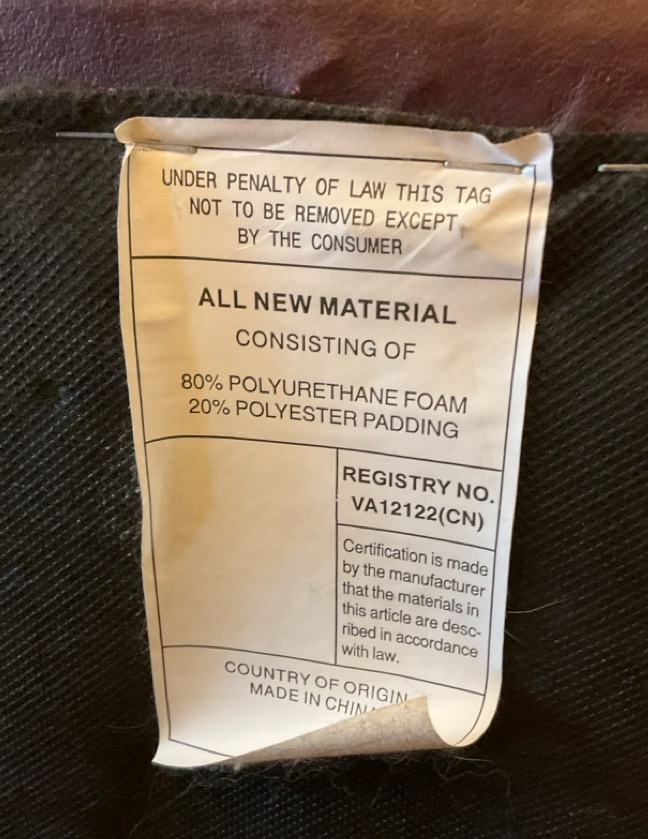 UNDER PENALTY OF LAW THIS TAG
NOT TO BE REMOVED EXCEPT
BY THE CONSUMER
ALL NEW MATERIAL
CONSISTING OF
80% POLYURETHANE FOAM
20% POLYESTER PADDING
REGISTRY NO.
VA12122(CN)
Certification is made
by the manufacturer
that the materials in
this article are desc-
ribed in accordance
with law.
COUNTRY OF ORIGIN
MADE IN CHINA